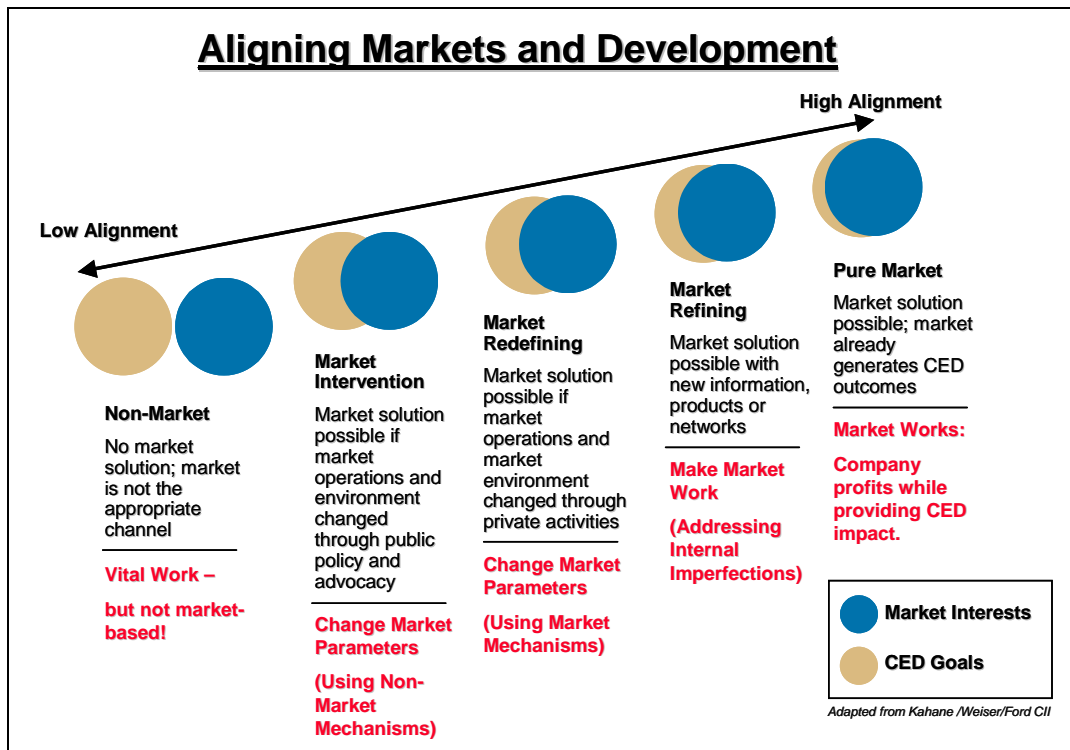 Aligning Markets and Development
High Alignment
Low Alignment
Non-Market
No market
solution; market
is not the
appropriate
channel
Vital Work –
but not market-
based!
Market
Intervention
Market solution
possible if
market
operations and
environment
changed
through public
policy and
advocacy
Change Market
Parameters
(Using Non-
Market
Mechanisms)
Market
Redefining
Market solution
possible if
market
operations and
market
environment
changed through
private activities
Change Market
Parameters
(Using Market
Mechanisms)
Market
Refining
Market solution
possible with
new information,
products or
networks
Make Market
Work
(Addressing
Internal
Imperfections)
Pure Market
Market solution
possible; market
already
generates CED
outcomes
Market Works:
Company
profits while
providing CED
impact.
Market Interests
CED Goals
Adapted from Kahane /Weiser/Ford CII